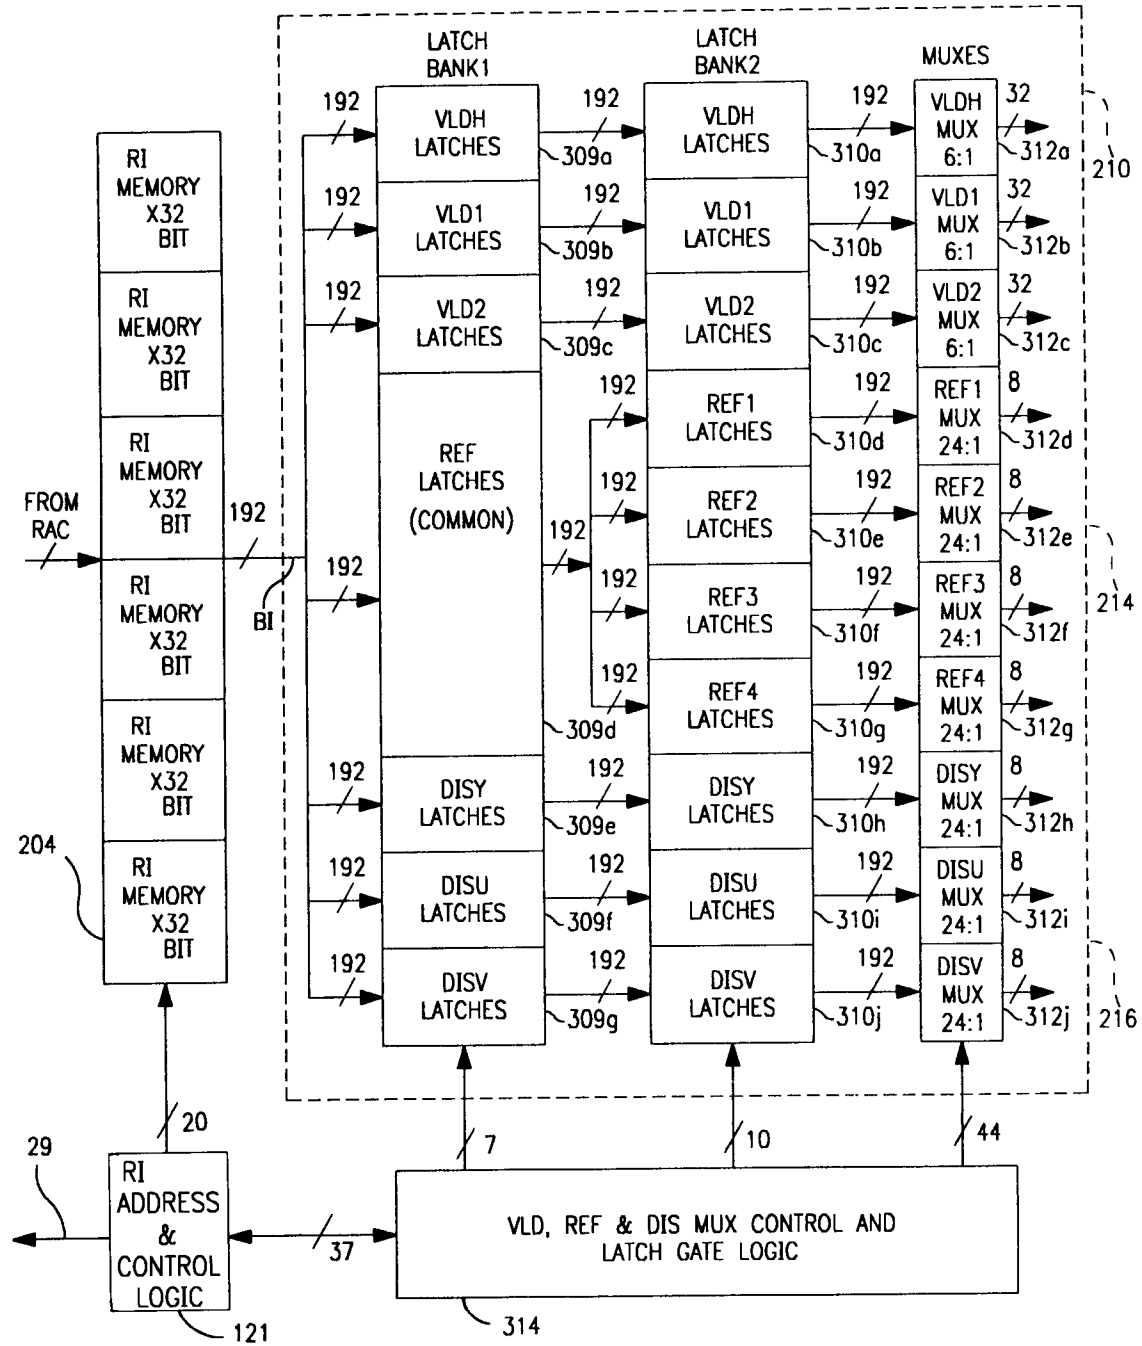 LATCH
BANK1
LATCH
BANK2
MUXES
192
VLDH
LATCHES
309a
192
VLDH
LATCHES
310a
192
VLDH
MUX
6:1
32
312a
210
192
VLD1
LATCHES
309b
192
VLD1
LATCHES
310b
192
VLD1
MUX
6:1
32
312b
192
VLD2
LATCHES
309c
192
VLD2
LATCHES
310c
192
VLD2
MUX
6:1
32
312c
RI
MEMORY
X32
BIT
RI
MEMORY
X32
BIT
RI
MEMORY
X32
BIT
RI
MEMORY
X32
BIT
RI
MEMORY
X32
BIT
RI
MEMORY
X32
BIT
204
FROM
RAC
192
BI
192
REF
LATCHES
(COMMON)
309d
192
192
REF1
LATCHES
310d
192
REF1
MUX
24:1
8
312d
192
REF2
LATCHES
310e
192
REF2
MUX
24:1
8
312e
214
192
REF3
LATCHES
310f
192
REF3
MUX
24:1
8
312f
192
REF4
LATCHES
310g
192
REF4
MUX
24:1
8
312g
192
DISY
LATCHES
309e
192
DISY
LATCHES
310h
192
DISY
MUX
24:1
8
312h
192
DISU
LATCHES
309f
192
DISU
LATCHES
310i
192
DISU
MUX
24:1
8
312i
192
DISV
LATCHES
309g
192
DISV
LATCHES
310j
192
DISV
MUX
24:1
8
312j
216
20
7
10
44
29
RI
ADDRESS
&
CONTROL
LOGIC
121
37
VLD, REF & DIS MUX CONTROL AND
LATCH GATE LOGIC
314